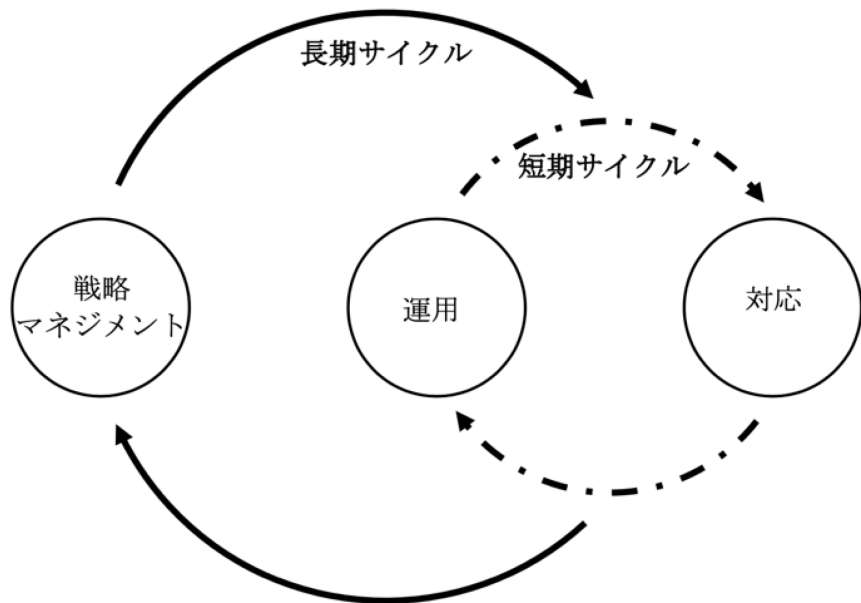 長期サイクル
短期サイクル
戦略
マネジメント
運用
対応